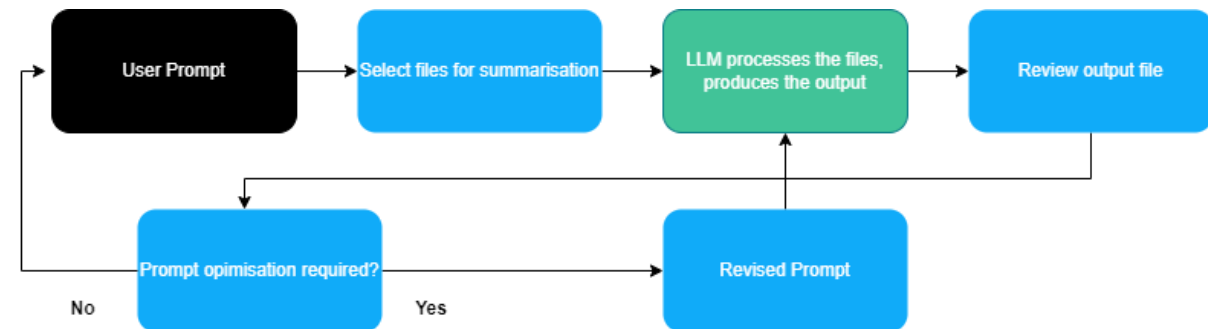 User Prompt
Select files for summarisation
LLM processes the files,
produces the output
Review output file
Prompt opimisation required?
Revised Prompt
No
Yes